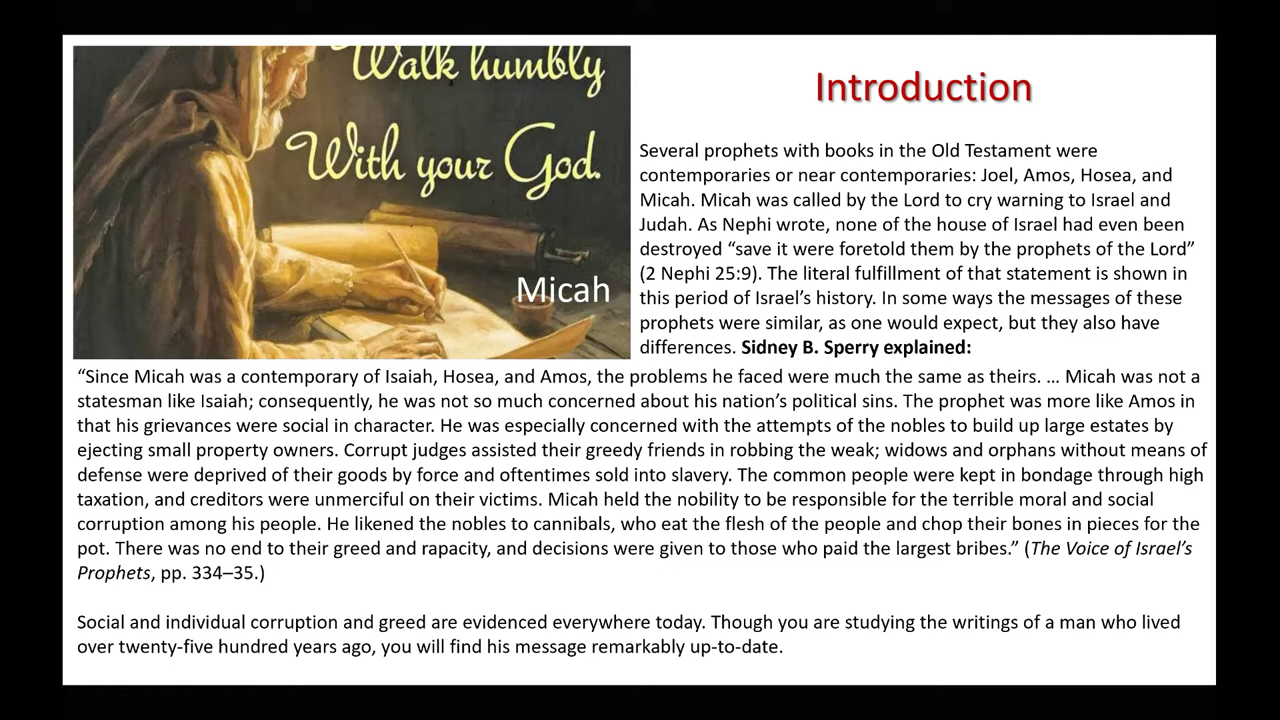 Walk humbly
With your God.
Micah
Introduction
Several prophets with books in the Old Testament were
contemporaries or near contemporaries: Joel, Amos, Hosea, and
Micah. Micah was called by the Lord to cry warning to Israel and
Judah. As Nephi wrote, none of the house of Israel had even been
destroyed “save it were foretold them by the prophets of the Lord”
(2 Nephi 25:9). The literal fulfillment of that statement is shown in
this period of Israel’s history. In some ways the messages of these
prophets were similar, as one would expect, but they also have
differences. Sidney B. Sperry explained:
“Since Micah was a contemporary of Isaiah, Hosea, and Amos, the problems he faced were much the same as theirs. … Micah was not a
statesman like Isaiah; consequently, he was not so much concerned about his nation’s political sins. The prophet was more like Amos in
that his grievances were social in character. He was especially concerned with the attempts of the nobles to build up large estates by
ejecting small property owners. Corrupt judges assisted their greedy friends in robbing the weak; widows and orphans without means of
defense were deprived of their goods by force and oftentimes sold into slavery. The common people were kept in bondage through high
taxation, and creditors were unmerciful on their victims. Micah held the nobility to be responsible for the terrible moral and social
corruption among his people. He likened the nobles to cannibals, who eat the flesh of the people and chop their bones in pieces for the
pot. There was no end to their greed and rapacity, and decisions were given to those who paid the largest bribes.” (The Voice of Israel’s
Prophets, pp. 334–35.)
Social and individual corruption and greed are evidenced everywhere today. Though you are studying the writings of a man who lived
over twenty-five hundred years ago, you will find his message remarkably up-to-date.